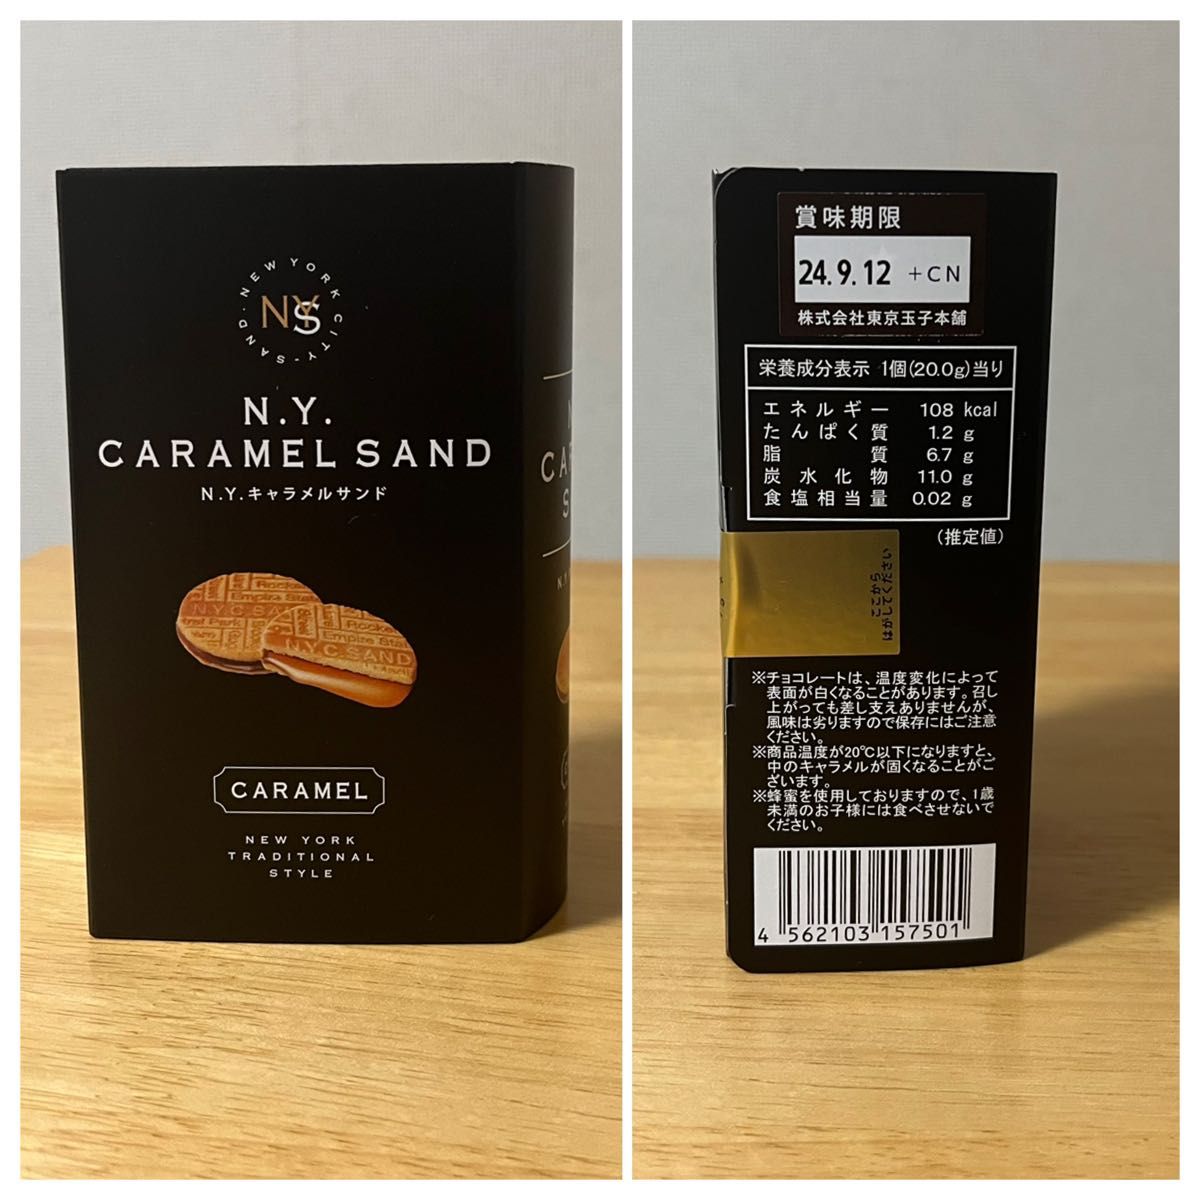 NEW YORK CITY-SAND
NYS
N.Y.
CARAMEL SAND
N.Y.キャラメルサンド
N.Y.C.SAND
Empire State
N.Y.C.SAND
CARAMEL
NEW YORK
TRADITIONAL
STYLE
賞味期限
24.9.12 +CN
株式会社東京玉子本舗
栄養成分表示 1個(20.0g)当り
エネルギー 108 kcal
たんぱく質 1.2 g
脂質 6.7 g
炭水化物 11.0 g
食塩相当量 0.02 g
(推定値)
ここから
はがしてください
※チョコレートは、温度変化によって
表面が白くなることがあります。召し
上がっても差し支えありませんが、
風味は劣りますので保存にはご注意
ください。
※商品温度が20℃以下になりますと、
中のキャラメルが固くなることがご
ざいます。
※蜂蜜を使用しておりますので、1歳
未満のお子様には食べさせないで
ください。
4 562103 157501